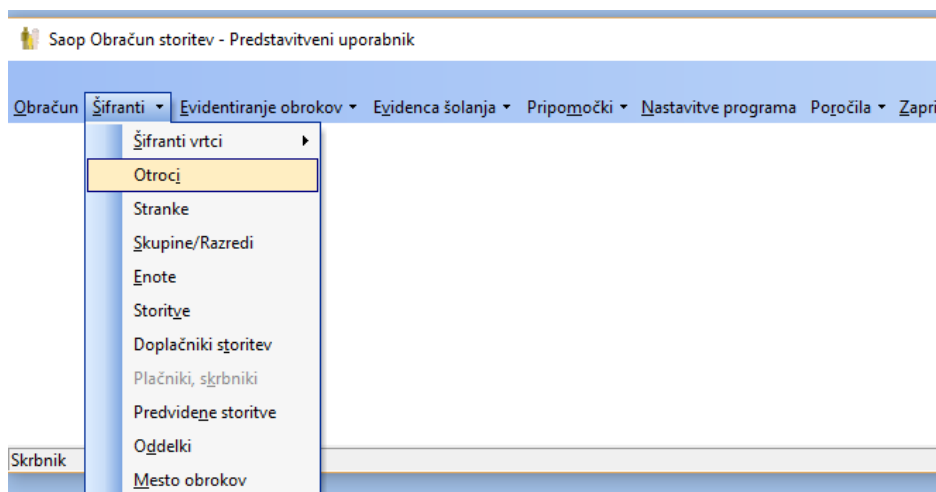 Saop Obračun storitev - Predstavitveni uporabnik
Obračun Šifranti Evidentiranje obrokov Evidenca šolanja Pripomočki Nastavitve programa Poročila Zapri
Šifranti vrtci
Otroci
Stranke
Skupine/Razredi
Enote
Storitve
Doplačniki storitev
Plačniki, skrbniki
Predvidene storitve
Oddelki
Skrbnik
Mesto obrokov